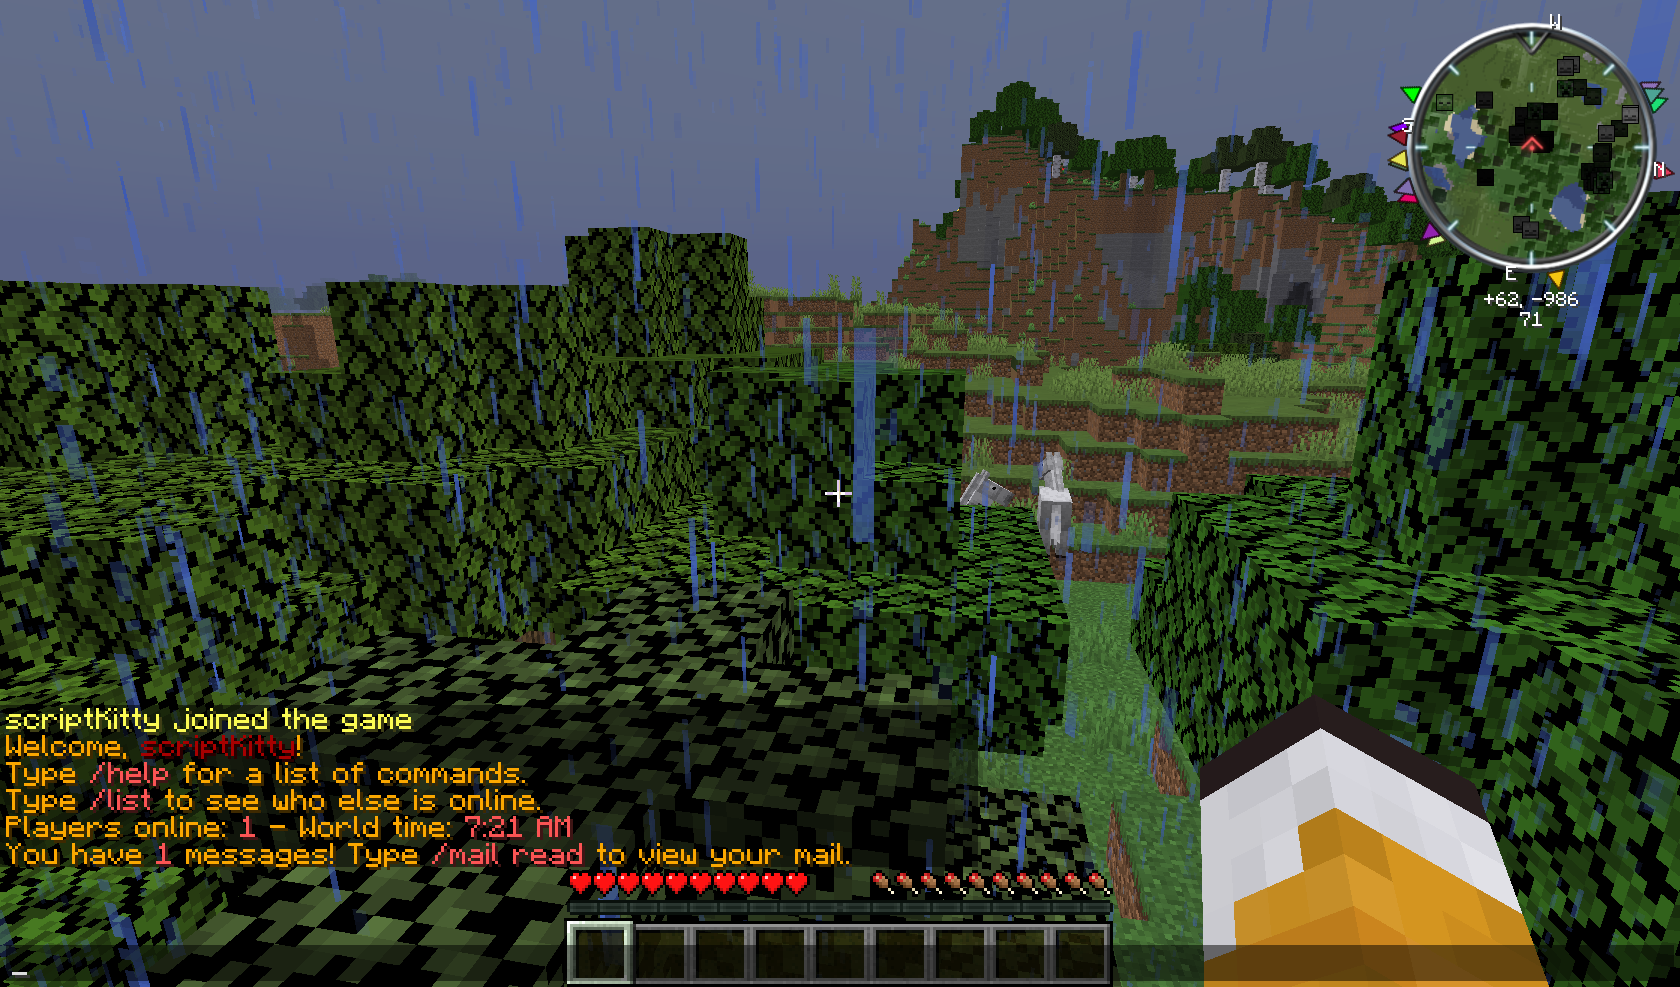 W
S
N
E
+62, -986
71
scriptKitty joined the game
Welcome, scriptKitty!
Type /help for a list of commands.
Type /list to see who else is online.
Players online: 1 - World time: 7:21 AM
You have 1 messages! Type /mail read to view your mail.
_